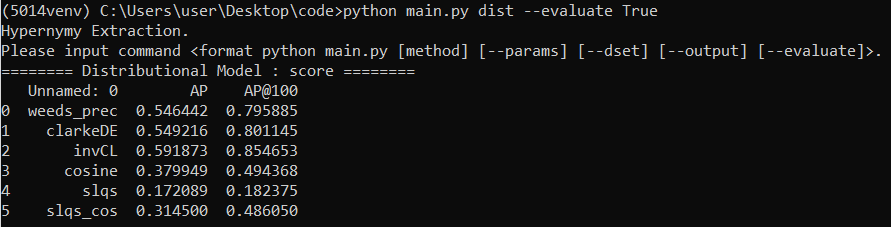 (5014venv) C:\Users\user\Desktop\code>python main.py dist --evaluate True
Hypernymy Extraction.
Please input command <format python main.py [method] [--params] [--dset] [--output] [--evaluate]>.
======== Distributional Model : score ========
   Unnamed: 0        AP    AP@100
0  weeds_prec  0.546442  0.795885
1    clarkeDE  0.549216  0.801145
2       invCL  0.591873  0.854653
3      cosine  0.379949  0.494368
4        slqs  0.172089  0.182375
5    slqs_cos  0.314500  0.486050